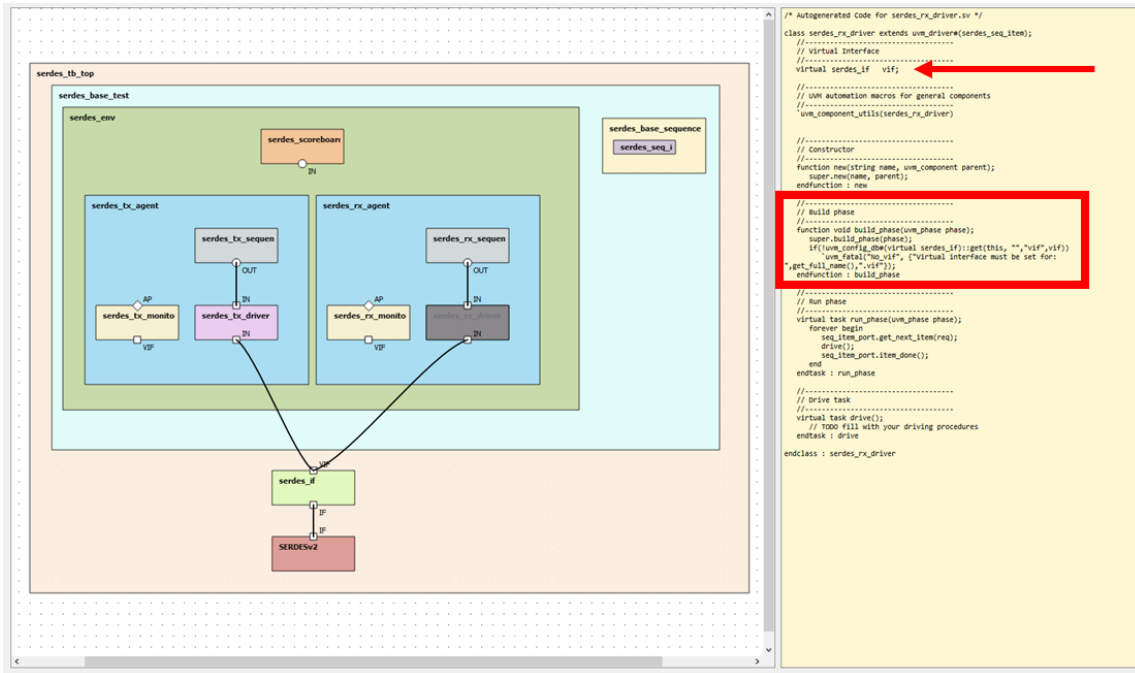 serdes_tb_top
serdes_base_test
serdes_env
serdes_scoreboar
IN
serdes_base_sequence
serdes_seq_i
serdes_tx_agent
serdes_tx_sequen
OUT
AP
IN
serdes_tx_monito
serdes_tx_driver
VIF
IN
serdes_rx_agent
serdes_rx_sequen
OUT
AP
IN
serdes_rx_monito
serdes_rx_driver
VIF
IN
VIF
serdes_if
IF
IF
SERDESv2
/* Autogenerated Code for serdes_rx_driver.sv */
class serdes_rx_driver extends uvm_driver#(serdes_seq_item);
//------------------------------------
// Virtual Interface
//------------------------------------
virtual serdes_if vif;
//------------------------------------
// UVM automation macros for general components
//------------------------------------
`uvm_component_utils(serdes_rx_driver)
//------------------------------------
// Constructor
//------------------------------------
function new(string name, uvm_component parent);
super.new(name, parent);
endfunction : new
//------------------------------------
// Build phase
//------------------------------------
function void build_phase(uvm_phase phase);
super.build_phase(phase);
if(!uvm_config_db#(virtual serdes_if)::get(this, "","vif",vif))
`uvm_fatal("No_vif", {"Virtual interface must be set for:
",get_full_name(),".vif"});
endfunction : build_phase
//------------------------------------
// Run phase
//------------------------------------
virtual task run_phase(uvm_phase phase);
forever begin
seq_item_port.get_next_item(req);
drive();
seq_item_port.item_done();
end
endtask : run_phase
//------------------------------------
// Drive task
//------------------------------------
virtual task drive();
// TODO fill with your driving procedures
endtask : drive
endclass : serdes_rx_driver